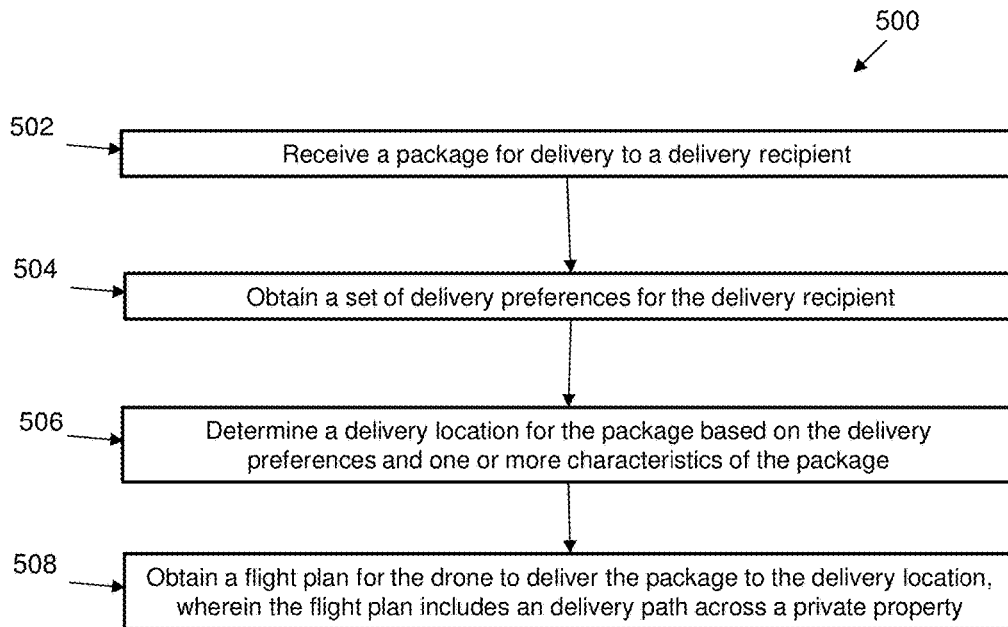 500
502
Receive a package for delivery to a delivery recipient
504
Obtain a set of delivery preferences for the delivery recipient
506
Determine a delivery location for the package based on the delivery
preferences and one or more characteristics of the package
508
Obtain a flight plan for the drone to deliver the package to the delivery location,
wherein the flight plan includes an delivery path across a private property